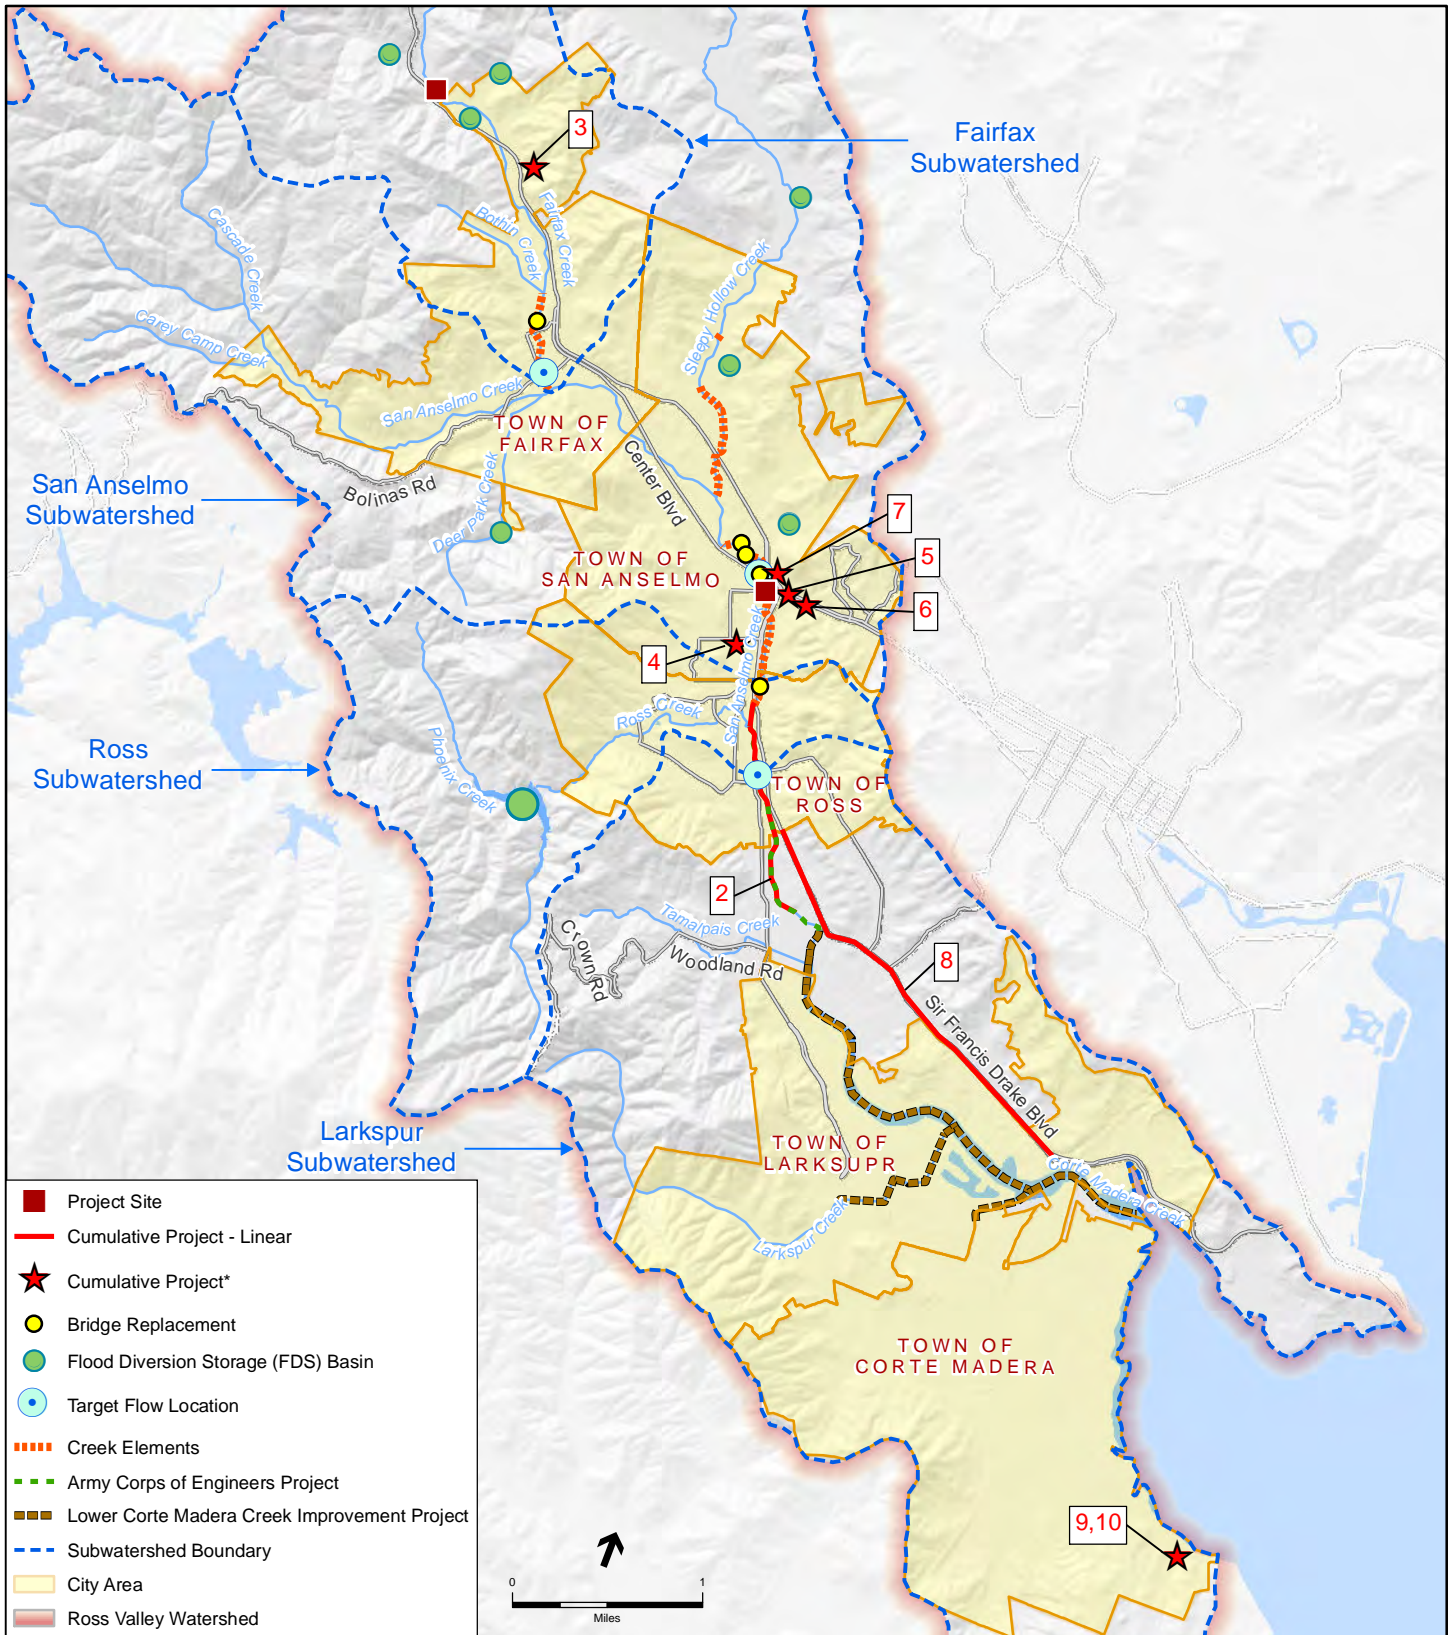 3
Fairfax
Subwatershed
Cascade Creek
Bothin Creek
Fairfax Creek
Sleepy Hollow Creek
Carey Camp Creek
San Anselmo Creek
TOWN OF
FAIRFAX
Center Blvd
San Anselmo
Subwatershed
Bolinas Rd
Deer Park Creek
7
5
TOWN OF
SAN ANSELMO
6
4
San Anselmo Creek
Ross Creek
Ross
Subwatershed
Phoenix Creek
TOWN OF
ROSS
2
Tamalpais Creek
Crown Rd
Woodland Rd
8
Sir Francis Drake Blvd
Larkspur
Subwatershed
TOWN OF
LARKSUPR
Corte Madera Creek
Larkspur Creek
TOWN OF
CORTE MADERA
9,10
Project Site
Cumulative Project - Linear
Cumulative Project*
Bridge Replacement
Flood Diversion Storage (FDS) Basin
Target Flow Location
Creek Elements
Army Corps of Engineers Project
Lower Corte Madera Creek Improvement Project
Subwatershed Boundary
City Area
Ross Valley Watershed
0 1
Miles